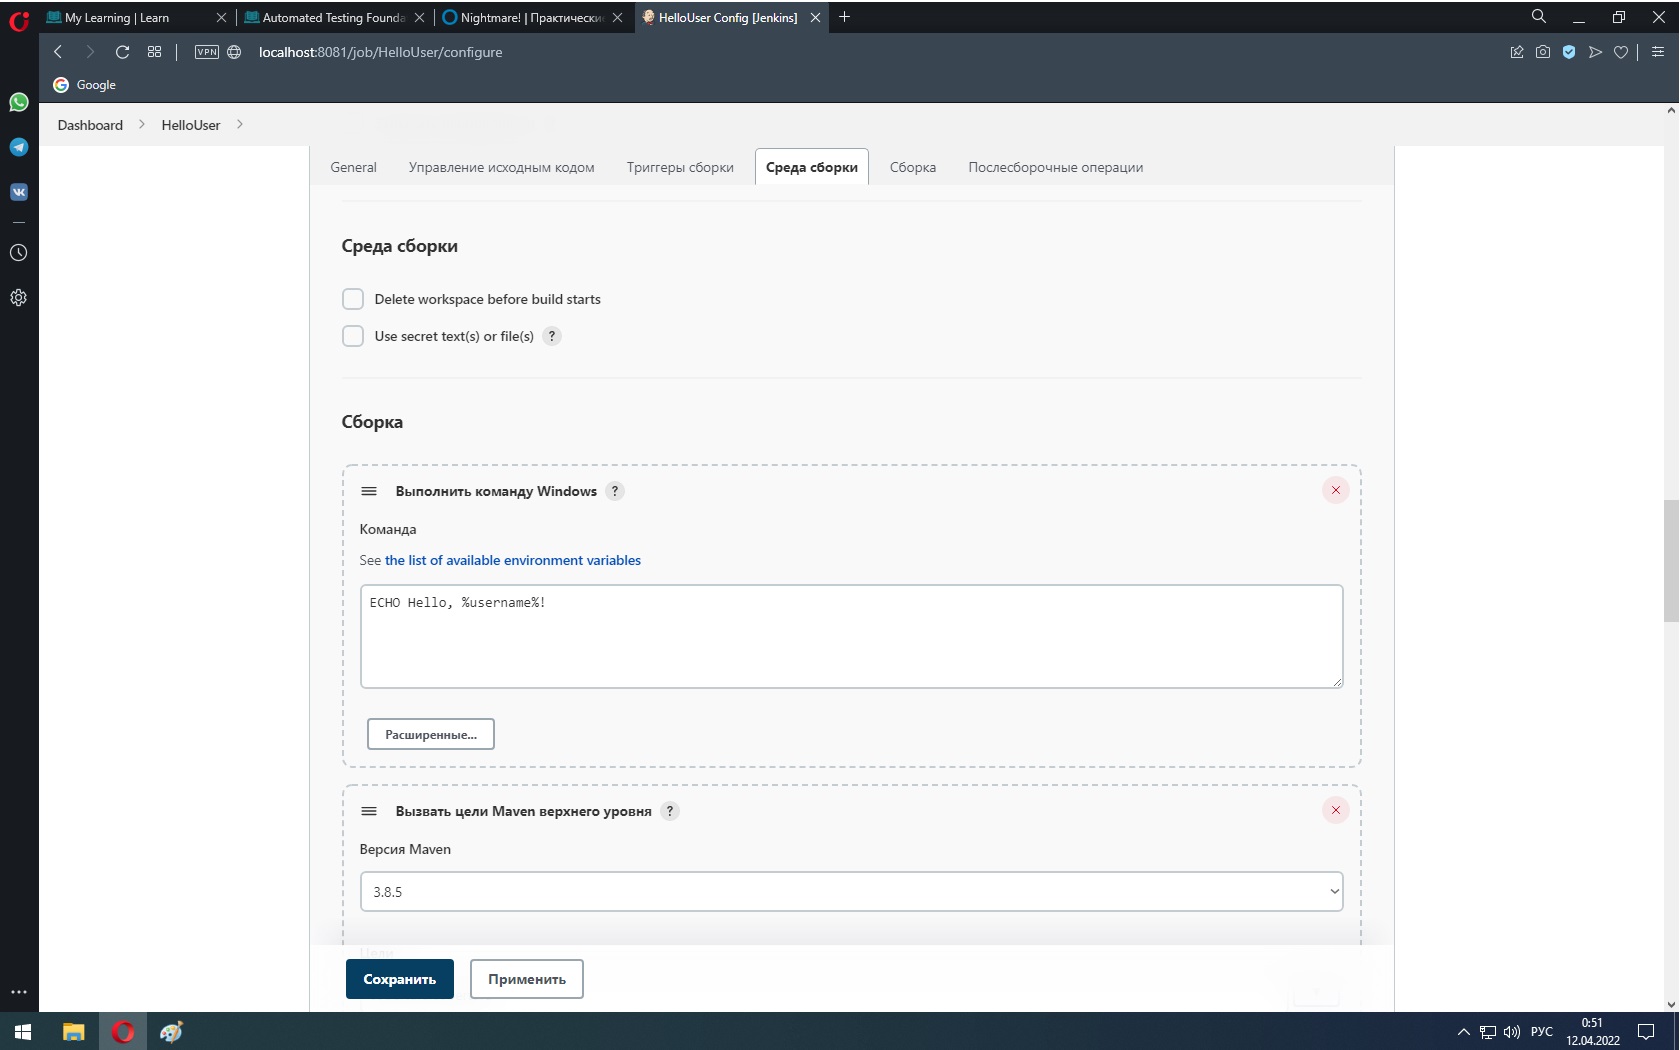 My Learning | Learn
Automated Testing Founda
Nightmare! | Практически
HelloUser Config [Jenkins]
VPN
localhost:8081/job/HelloUser/configure
Google
Dashboard
HelloUser
General
Управление исходным кодом
Триггеры сборки
Среда сборки
Сборка
Послесборочные операции
Среда сборки
Delete workspace before build starts
Use secret text(s) or file(s) ?
Сборка
Выполнить команду Windows ?
Команда
See the list of available environment variables
ECHO Hello, %username%!
Расширенные...
Вызвать цели Maven верхнего уровня ?
Версия Maven
3.8.5
Цели
Сохранить
Применить
РУС
0:51
12.04.2022